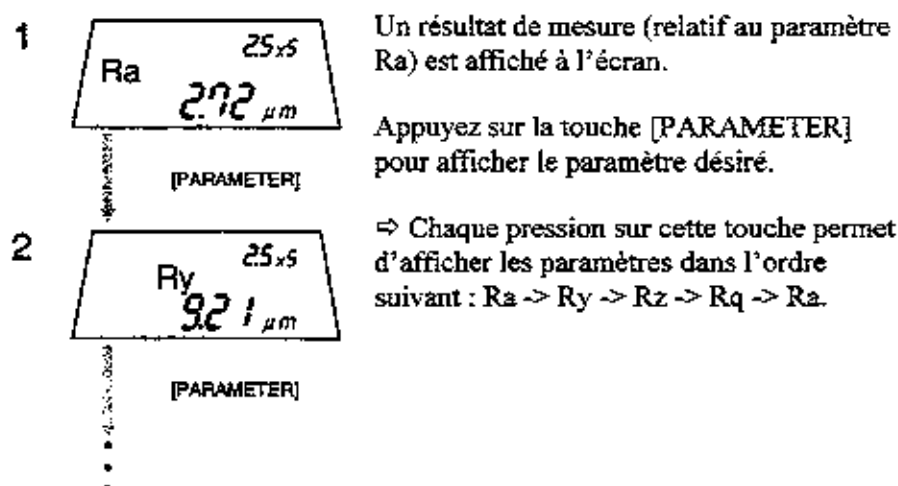 1
25x5
Ra
2.72 µm
[PARAMETER]
Un résultat de mesure (relatif au paramètre
Ra) est affiché à l'écran.
Appuyez sur la touche [PARAMETER]
pour afficher le paramètre désiré.
2
25x5
Ry
9.21 µm
[PARAMETER]
⇨ Chaque pression sur cette touche permet
d'afficher les paramètres dans l'ordre
suivant : Ra -> Ry -> Rz -> Rq -> Ra.